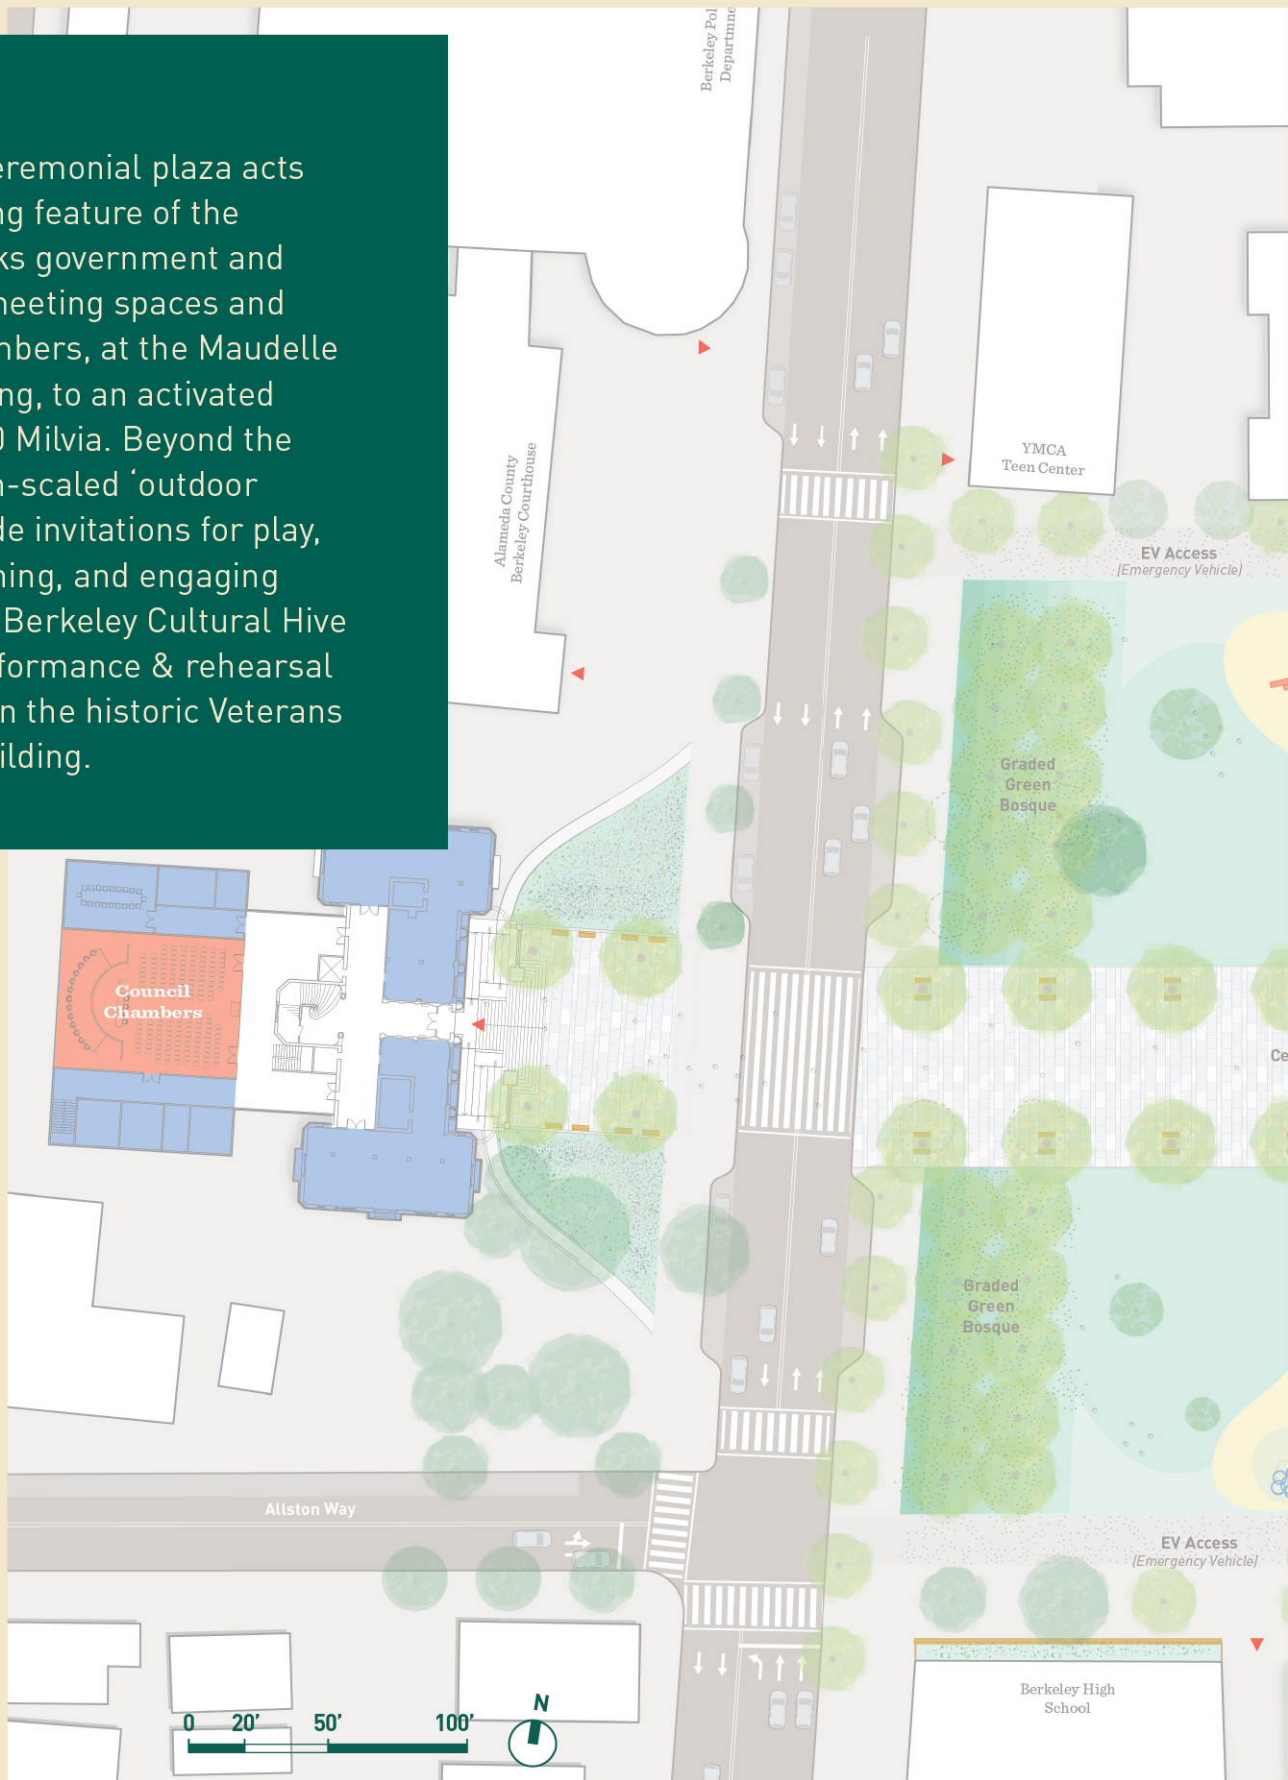 eremonial plaza acts
ng feature of the
ks government and
neeting spaces and
nbers, at the Maudelle
ng, to an activated
0 Milvia. Beyond the
n-scaled ‘outdoor
de invitations for play,
ning, and engaging
Berkeley Cultural Hive
formance & rehearsal
n the historic Veterans
ilding.
Berkeley Pol
Departmne
YMCA
Teen Center
Alameda County
Berkeley Courthouse
EV Access
(Emergency Vehicle)
Graded
Green
Bosque
Council
Chambers
Ce
Graded
Green
Bosque
Allston Way
EV Access
(Emergency Vehicle)
Berkeley High
School
N
0 20’ 50’ 100’